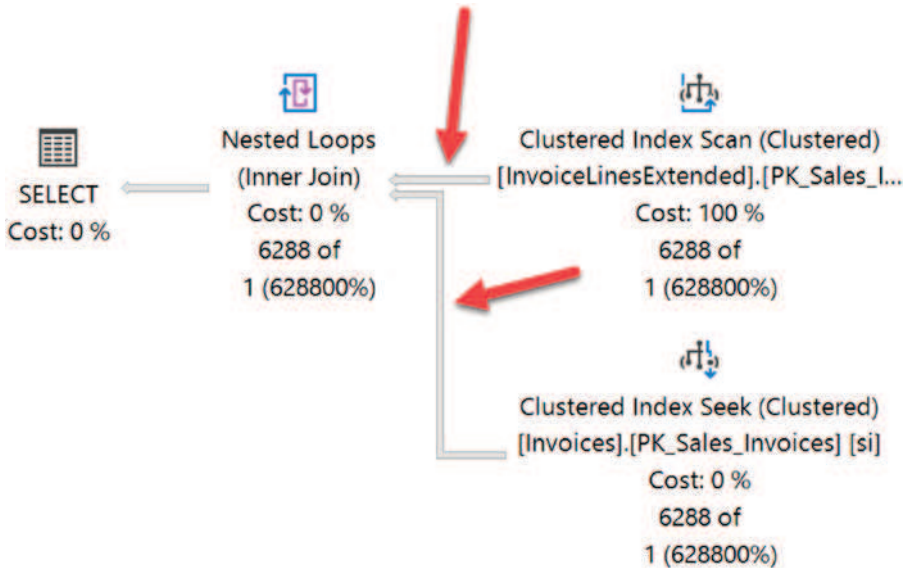 SELECT
Cost: 0 %
Nested Loops
(Inner Join)
Cost: 0 %
6288 of
1 (628800%)
Clustered Index Scan (Clustered)
[InvoiceLinesExtended].[PK_Sales_I...
Cost: 100 %
6288 of
1 (628800%)
Clustered Index Seek (Clustered)
[Invoices].[PK_Sales_Invoices] [si]
Cost: 0 %
6288 of
1 (628800%)